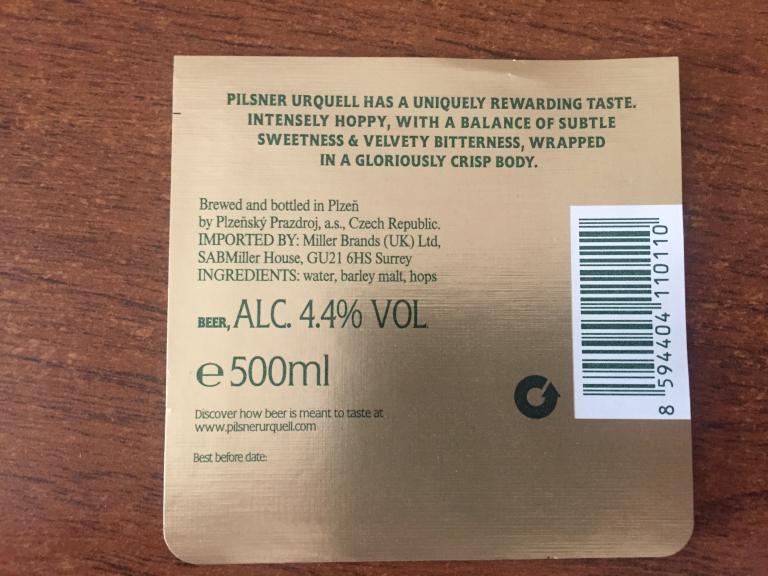 PILSNER URQUELL HAS A UNIQUELY REWARDING TASTE.
INTENSELY HOPPY, WITH A BALANCE OF SUBTLE
SWEETNESS & VELVETY BITTERNESS, WRAPPED
IN A GLORIOUSLY CRISP BODY.
Brewed and bottled in Plzeň
by Plzeňský Prazdroj, a.s., Czech Republic.
IMPORTED BY: Miller Brands (UK) Ltd,
SABMiller House, GU21 6HS Surrey
INGREDIENTS: water, barley malt, hops
BEER, ALC. 4.4% VOL
e 500ml
Discover how beer is meant to taste at
www.pilsnerurquell.com
Best before date:
8 594404 110110